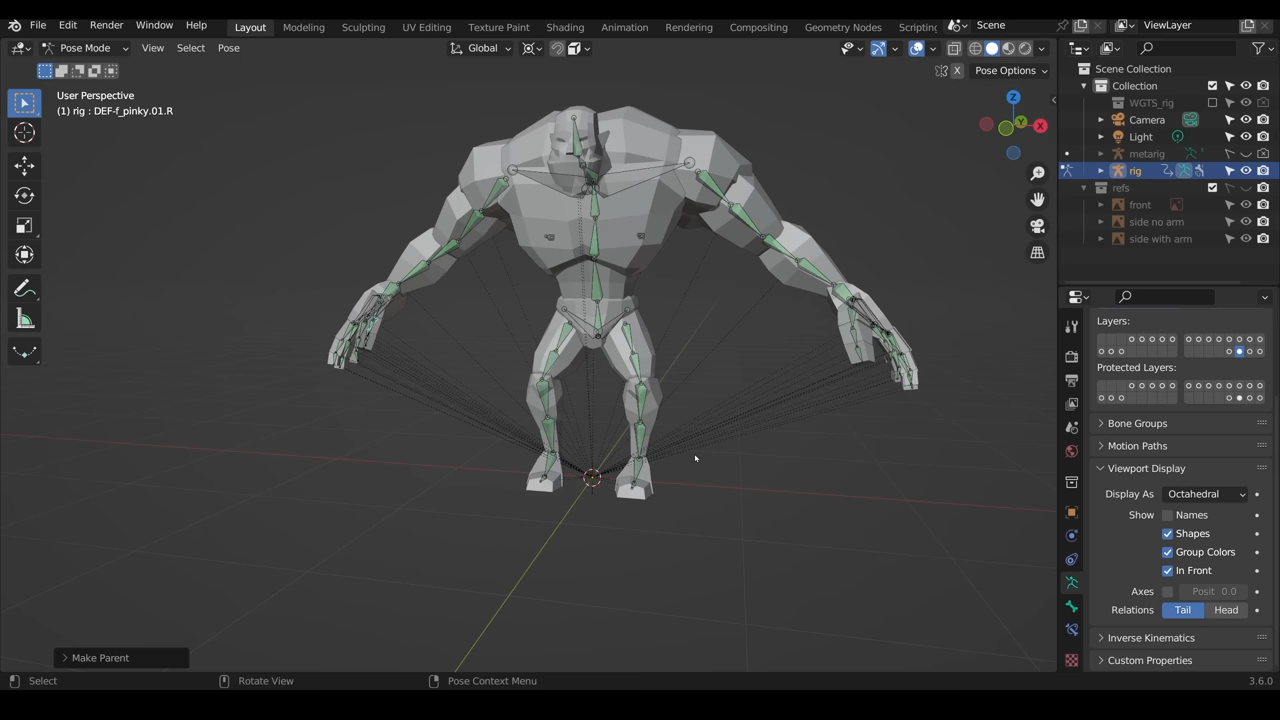 File Edit Render Window Help Layout Modeling Sculpting UV Editing Texture Paint Shading Animation Rendering Compositing Geometry Nodes Scripting Scene ViewLayer
Pose Mode View Select Pose Global
X Pose Options
User Perspective
(1) rig : DEF-f_pinky.01.R
Z
Y
X
Make Parent
Scene Collection
Collection
WGTS_rig
Camera
Light
metarig
rig
refs
front
side no arm
side with arm
Layers:
Protected Layers:
Bone Groups
Motion Paths
Viewport Display
Display As Octahedral
Show Names
Shapes
Group Colors
In Front
Axes Posit 0.0
Relations Tail Head
Inverse Kinematics
Custom Properties
Select Rotate View Pose Context Menu 3.6.0